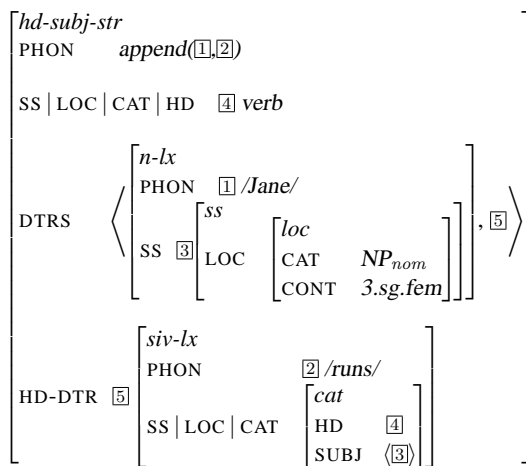 hd-subj-str
PHON append(1,2)
SS | LOC | CAT | HD 4 verb
n-lx
PHON 1 /Jane/
ss
SS 3 LOC loc
CAT NPnom
CONT 3.sg.fem
DTRS ⟨ , 5 ⟩
siv-lx
PHON 2 /runs/
HD-DTR 5
cat
SS | LOC | CAT HD 4
SUBJ ⟨3⟩